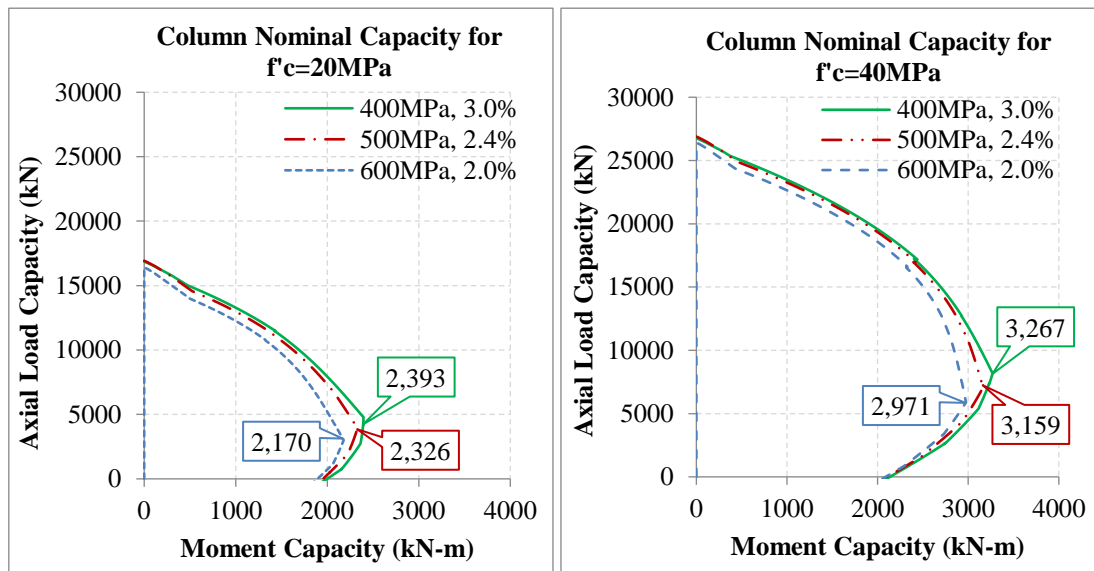 Column Nominal Capacity for
f'c=20MPa
30000
25000
20000
15000
10000
5000
0
Axial Load Capacity (kN)
400MPa, 3.0%
500MPa, 2.4%
600MPa, 2.0%
2,393
2,170
2,326
0
1000
2000
3000
4000
Moment Capacity (kN-m)
Column Nominal Capacity for
f'c=40MPa
30000
25000
20000
15000
10000
5000
0
Axial Load Capacity (kN)
400MPa, 3.0%
500MPa, 2.4%
600MPa, 2.0%
3,267
2,971
3,159
0
1000
2000
3000
4000
Moment Capacity (kN-m)